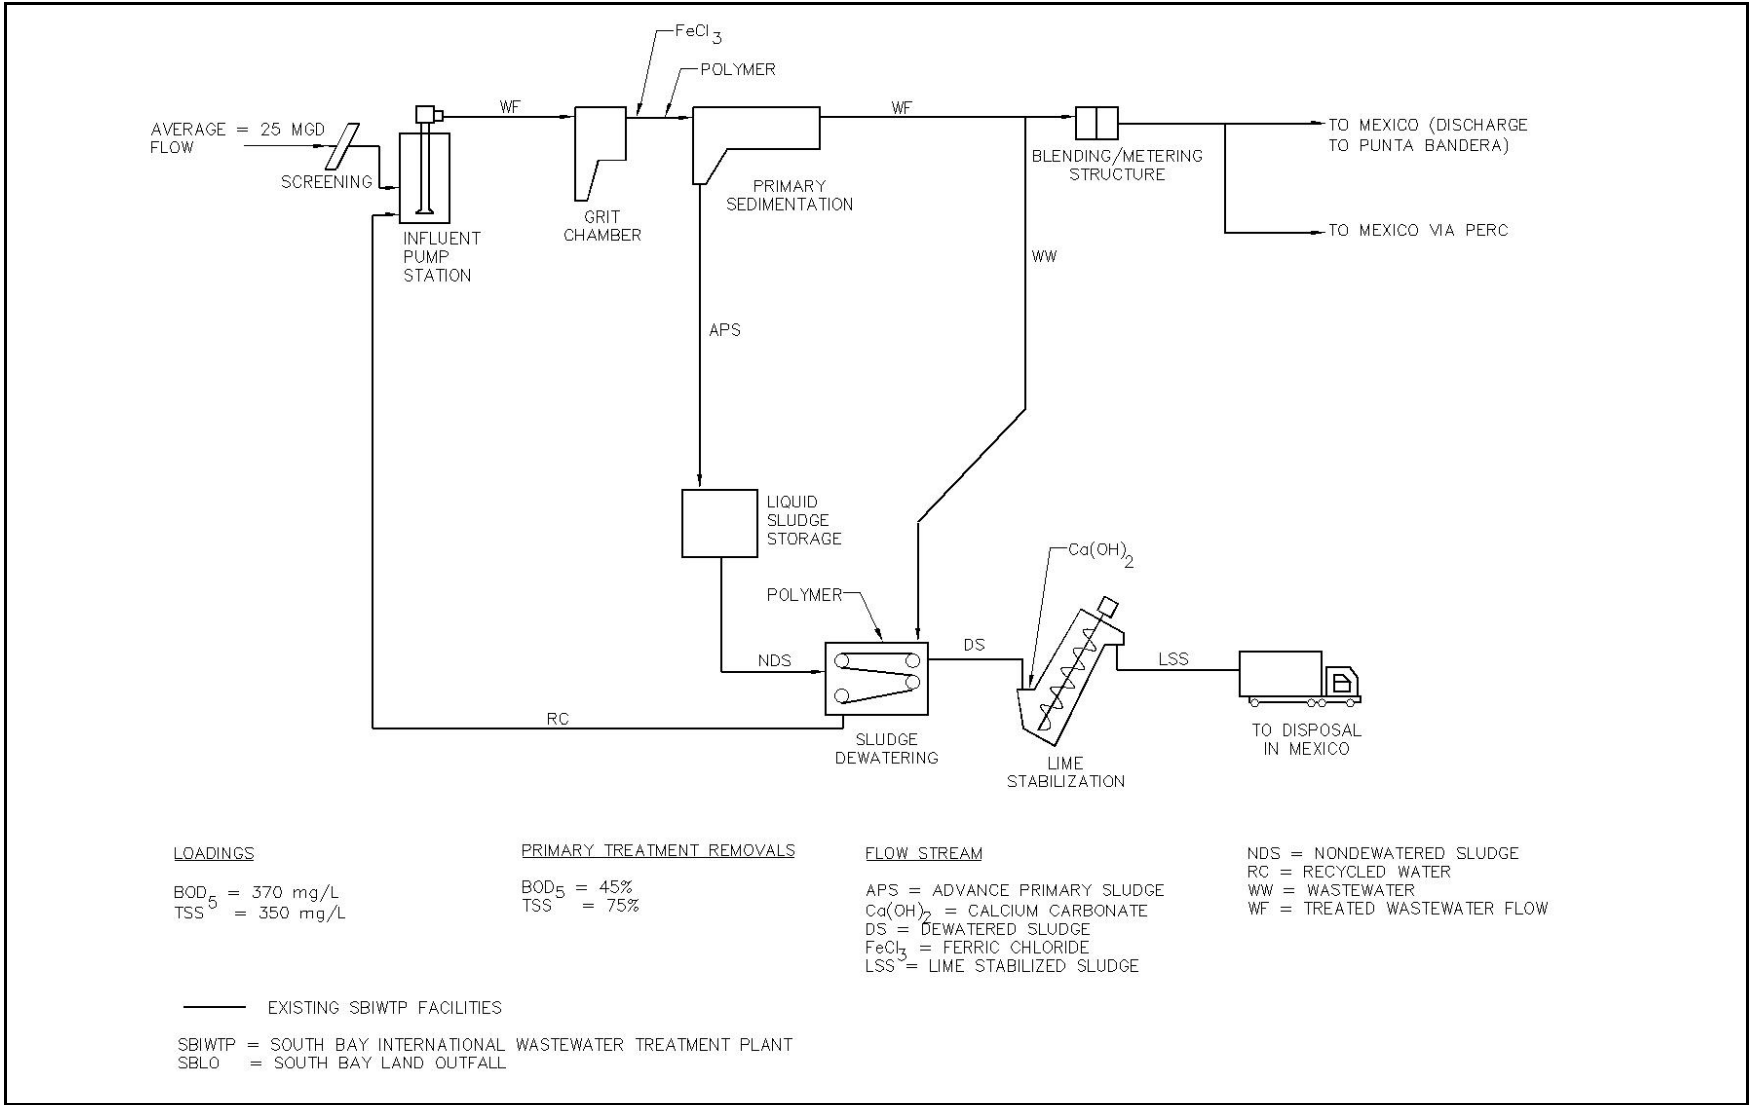 FeCl3
POLYMER
WF
WF
AVERAGE = 25 MGD
FLOW
TO MEXICO (DISCHARGE
TO PUNTA BANDERA)
SCREENING
BLENDING/METERING
STRUCTURE
PRIMARY
SEDIMENTATION
GRIT
CHAMBER
TO MEXICO VIA PERC
INFLUENT
PUMP
STATION
WW
APS
LIQUID
SLUDGE
STORAGE
Ca(OH)2
POLYMER
DS
NDS
LSS
RC
SLUDGE
DEWATERING
TO DISPOSAL
IN MEXICO
LIME
STABILIZATION
LOADINGS
BOD5 = 370 mg/L
TSS = 350 mg/L
PRIMARY TREATMENT REMOVALS
BOD5 = 45%
TSS = 75%
FLOW STREAM
APS = ADVANCE PRIMARY SLUDGE
Ca(OH)2 = CALCIUM CARBONATE
DS = DEWATERED SLUDGE
FeCl3 = FERRIC CHLORIDE
LSS = LIME STABILIZED SLUDGE
NDS = NONDEWATERED SLUDGE
RC = RECYCLED WATER
WW = WASTEWATER
WF = TREATED WASTEWATER FLOW
EXISTING SBIWTP FACILITIES
SBIWTP = SOUTH BAY INTERNATIONAL WASTEWATER TREATMENT PLANT
SBLO = SOUTH BAY LAND OUTFALL